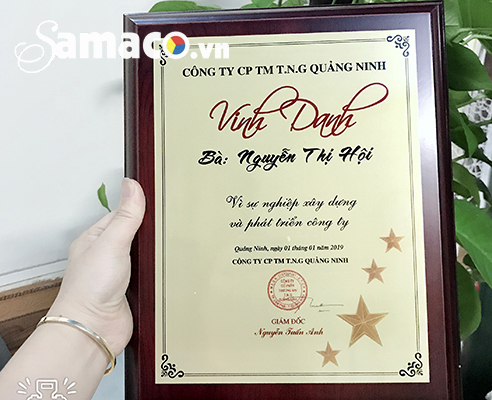 Samaco.vn
CÔNG TY CP TM T.N.G QUẢNG NINH
Vinh Danh
Bà: Nguyễn Thị Hội
Vì sự nghiệp xây dựng
và phát triển công ty
Quảng Ninh, ngày 01 tháng 01 năm 2019
CÔNG TY CP TM T.N.G QUẢNG NINH
GIÁM ĐỐC
Nguyễn Tuấn Anh